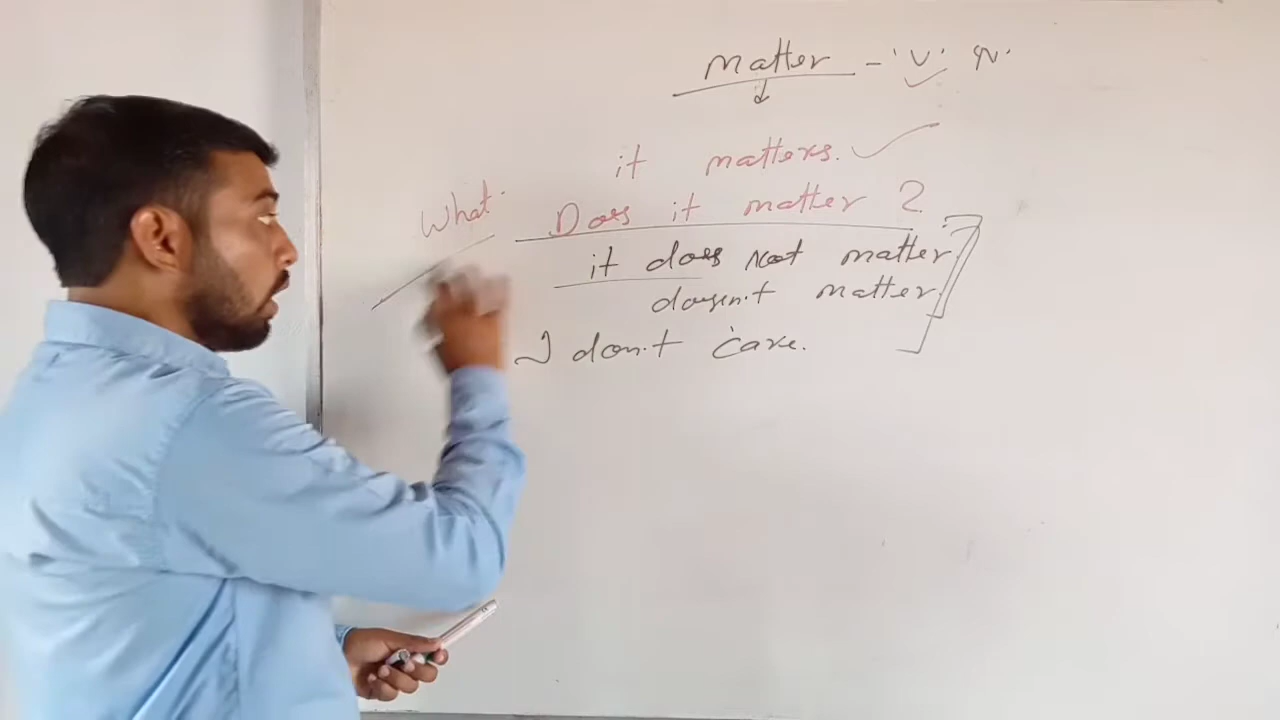 matter - 'V' N.
it matters.
What. Does it matter ?
it does not matter.
doesn't matter.
I don't care.